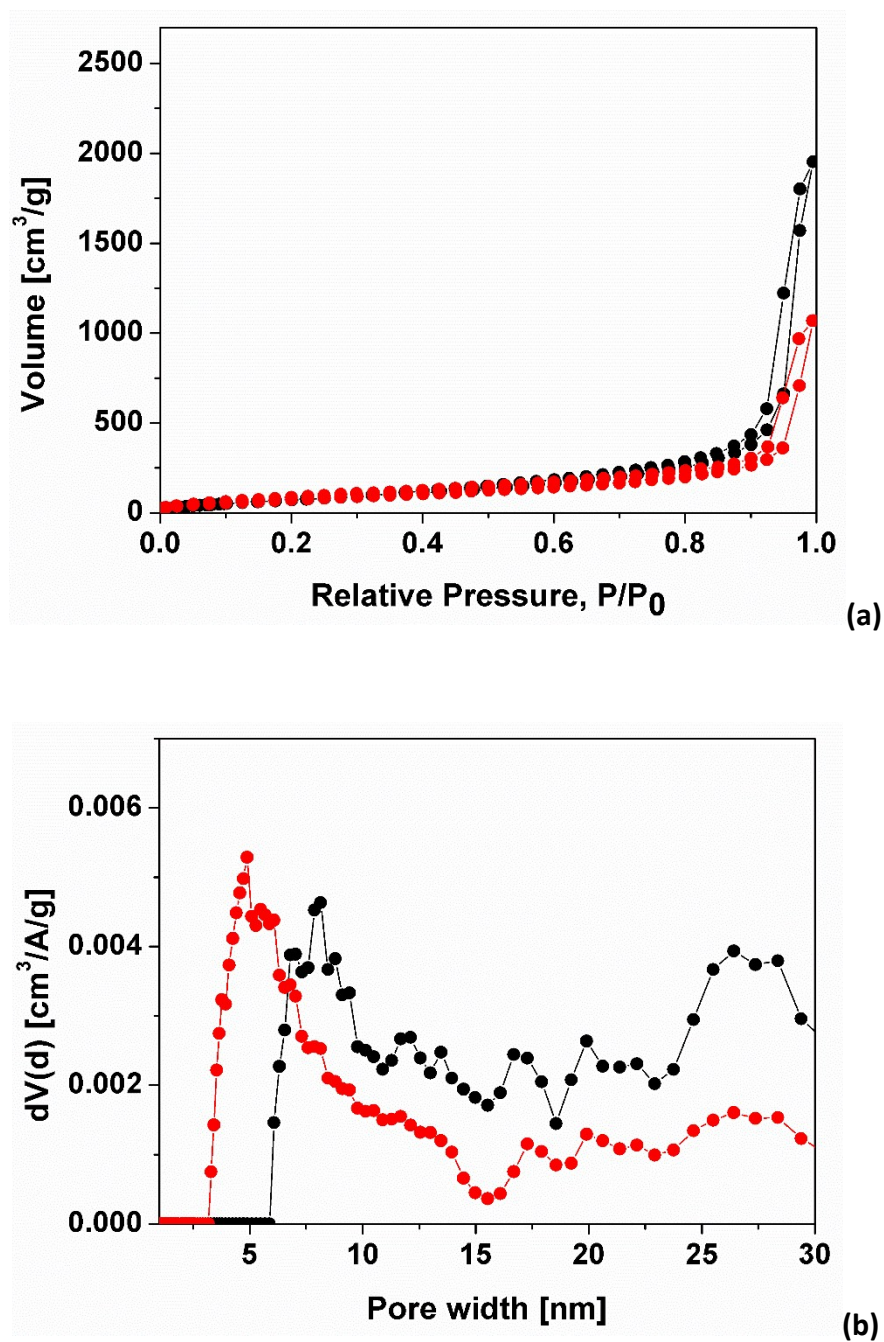 2500
2000
1500
1000
500
0
Volume [cm³/g]
0.0 0.2 0.4 0.6 0.8 1.0
Relative Pressure, P/P₀
(a)
0.006
0.004
0.002
0.000
dV(d) [cm³/A/g]
5 10 15 20 25 30
Pore width [nm]
(b)